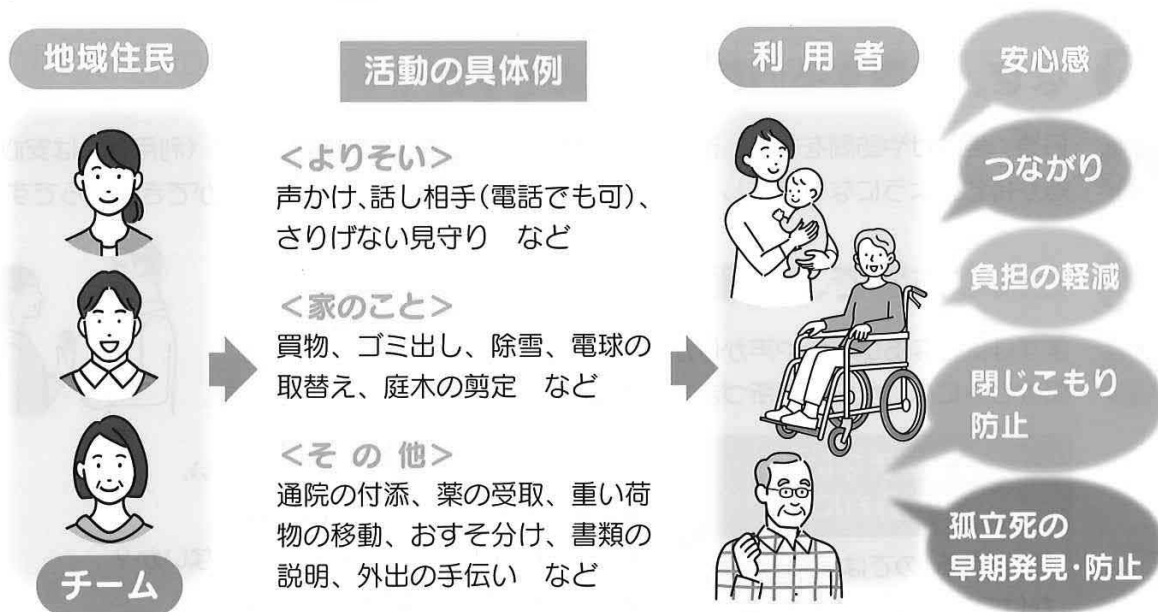 地域住民
チーム
活動の具体例
＜よりそい＞
声かけ、話し相手(電話でも可)、
さりげない見守り　など
＜家のこと＞
買物、ゴミ出し、除雪、電球の
取替え、庭木の剪定　など
＜そ の 他＞
通院の付添、薬の受取、重い荷
物の移動、おすそ分け、書類の
説明、外出の手伝い　など
利 用 者
安心感
つながり
負担の軽減
閉じこもり
防止
孤立死の
早期発見・防止